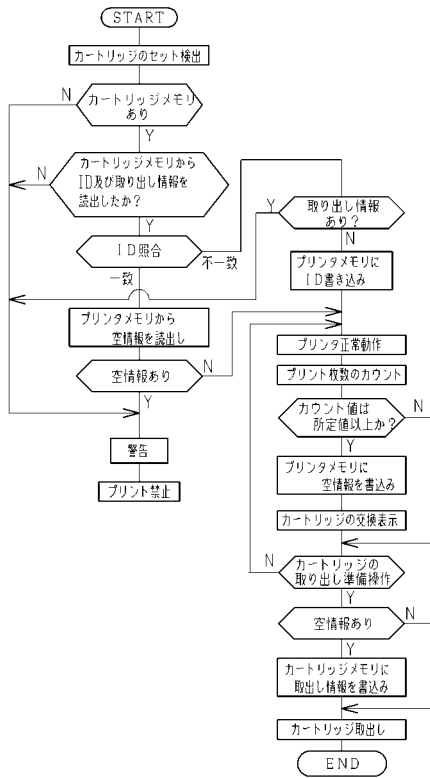 START
カートリッジのセット検出
カートリッジメモリ
あり
N
Y
カートリッジメモリから
ID及び取り出し情報を
読出したか?
N
Y
ID照合
不一致
一致
プリンタメモリから
空情報を読出し
空情報あり
N
Y
警告
プリント禁止
取り出し情報
あり?
Y
N
プリンタメモリに
ID書き込み
プリンタ正常動作
プリント枚数のカウント
カウント値は
所定値以上か?
N
Y
プリンタメモリに
空情報を書込み
カートリッジの交換表示
カートリッジの
取り出し準備操作
N
Y
空情報あり
N
Y
カートリッジメモリに
取出し情報を書込み
カートリッジ取出し
END